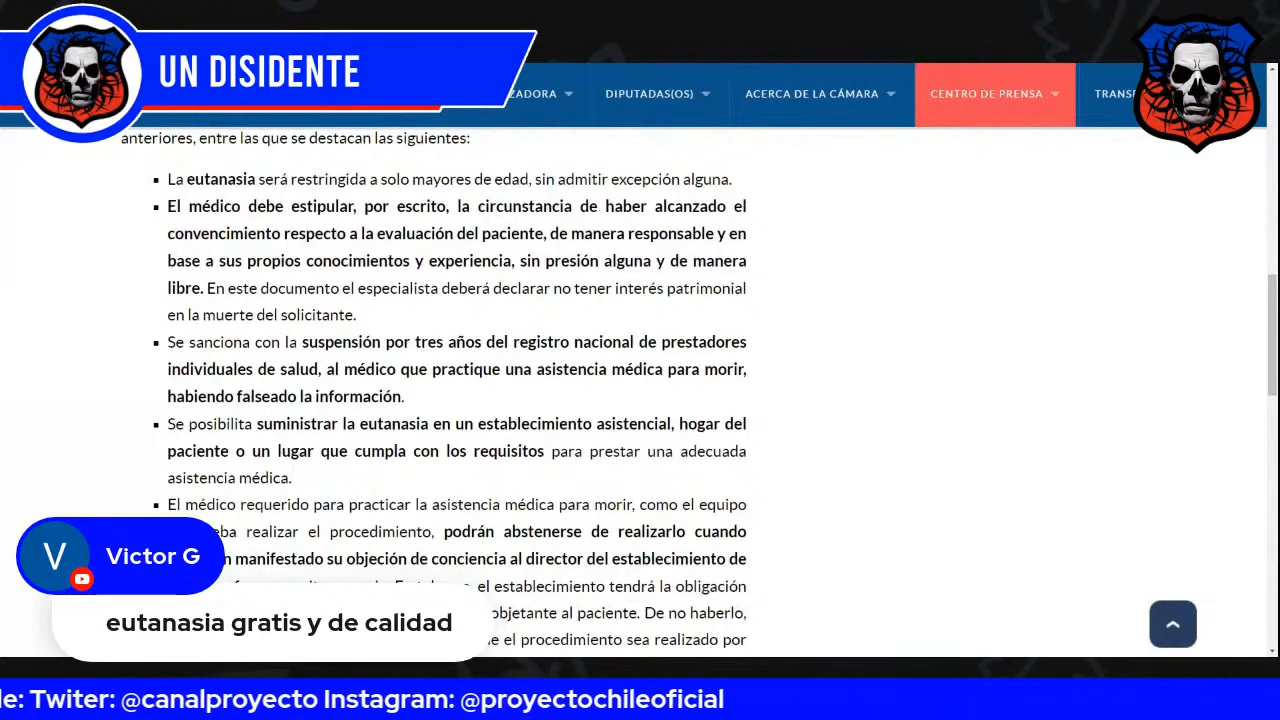 UN DISIDENTE
ZADORA
DIPUTADAS(OS)
ACERCA DE LA CÁMARA
CENTRO DE PRENSA
TRANSP
anteriores, entre las que se destacan las siguientes:
▪ La eutanasia será restringida a solo mayores de edad, sin admitir excepción alguna.
▪ El médico debe estipular, por escrito, la circunstancia de haber alcanzado el
convencimiento respecto a la evaluación del paciente, de manera responsable y en
base a sus propios conocimientos y experiencia, sin presión alguna y de manera
libre. En este documento el especialista deberá declarar no tener interés patrimonial
en la muerte del solicitante.
▪ Se sanciona con la suspensión por tres años del registro nacional de prestadores
individuales de salud, al médico que practique una asistencia médica para morir,
habiendo falseado la información.
▪ Se posibilita suministrar la eutanasia en un establecimiento asistencial, hogar del
paciente o un lugar que cumpla con los requisitos para prestar una adecuada
asistencia médica.
▪ El médico requerido para practicar la asistencia médica para morir, como el equipo
eba realizar el procedimiento, podrán abstenerse de realizarlo cuando
n manifestado su objeción de conciencia al director del establecimiento de
el establecimiento tendrá la obligación
objetante al paciente. De no haberlo,
e el procedimiento sea realizado por
V
Victor G
eutanasia gratis y de calidad
le: Twiter: @canalproyecto Instagram: @proyectochileoficial